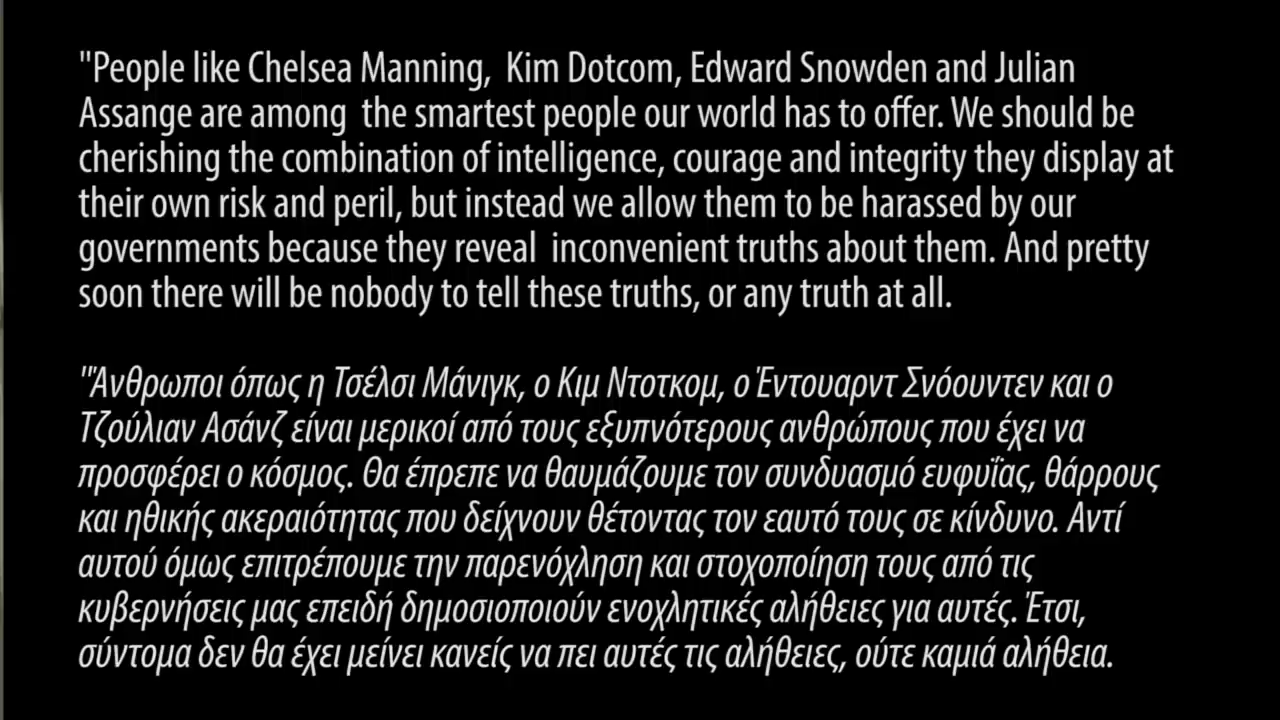 "People like Chelsea Manning,  Kim Dotcom, Edward Snowden and Julian
Assange are among  the smartest people our world has to offer. We should be
cherishing the combination of intelligence, courage and integrity they display at
their own risk and peril, but instead we allow them to be harassed by our
governments because they reveal  inconvenient truths about them. And pretty
soon there will be nobody to tell these truths, or any truth at all.
"Άνθρωποι όπως η Τσέλσι Μάνιγκ, ο Κιμ Ντοτκομ, ο Έντουαρντ Σνόουντεν και ο
Τζούλιαν Ασάνζ είναι μερικοί από τους εξυπνότερους ανθρώπους που έχει να
προσφέρει ο κόσμος. Θα έπρεπε να θαυμάζουμε τον συνδυασμό ευφυΐας, θάρρους
και ηθικής ακεραιότητας που δείχνουν θέτοντας τον εαυτό τους σε κίνδυνο. Αντί
αυτού όμως επιτρέπουμε την παρενόχληση και στοχοποίηση τους από τις
κυβερνήσεις μας επειδή δημοσιοποιούν ενοχλητικές αλήθειες για αυτές. Έτσι,
σύντομα δεν θα έχει μείνει κανείς να πει αυτές τις αλήθειες, ούτε καμιά αλήθεια.